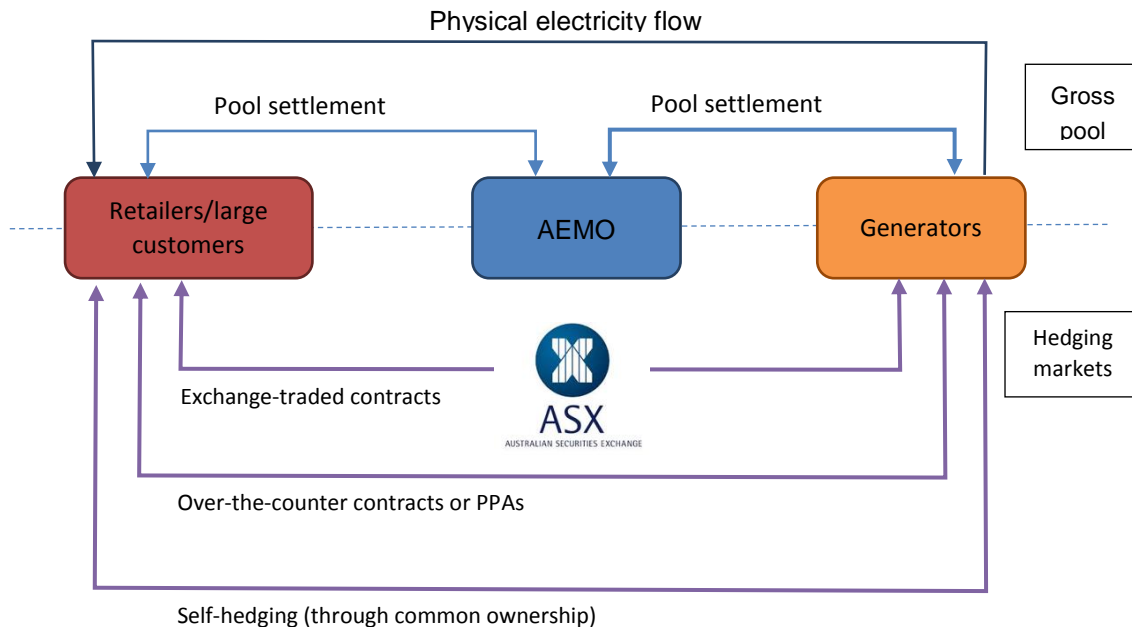 Physical electricity flow
Pool settlement
Pool settlement
Gross
pool
Retailers/large
customers
AEMO
Generators
Hedging
markets
Exchange-traded contracts
ASX
AUSTRALIAN SECURITIES EXCHANGE
Over-the-counter contracts or PPAs
Self-hedging (through common ownership)